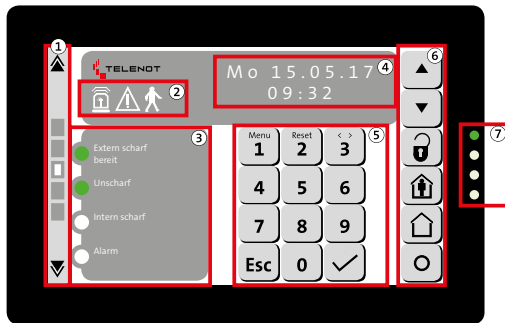 1
TELENOT
2
Mo 15.05.17
09:32
4
6
3
Extern scharf
bereit
Unscharf
Intern scharf
Alarm
5
Menu Reset < >
1 2 3
4 5 6
7 8 9
Esc 0
7